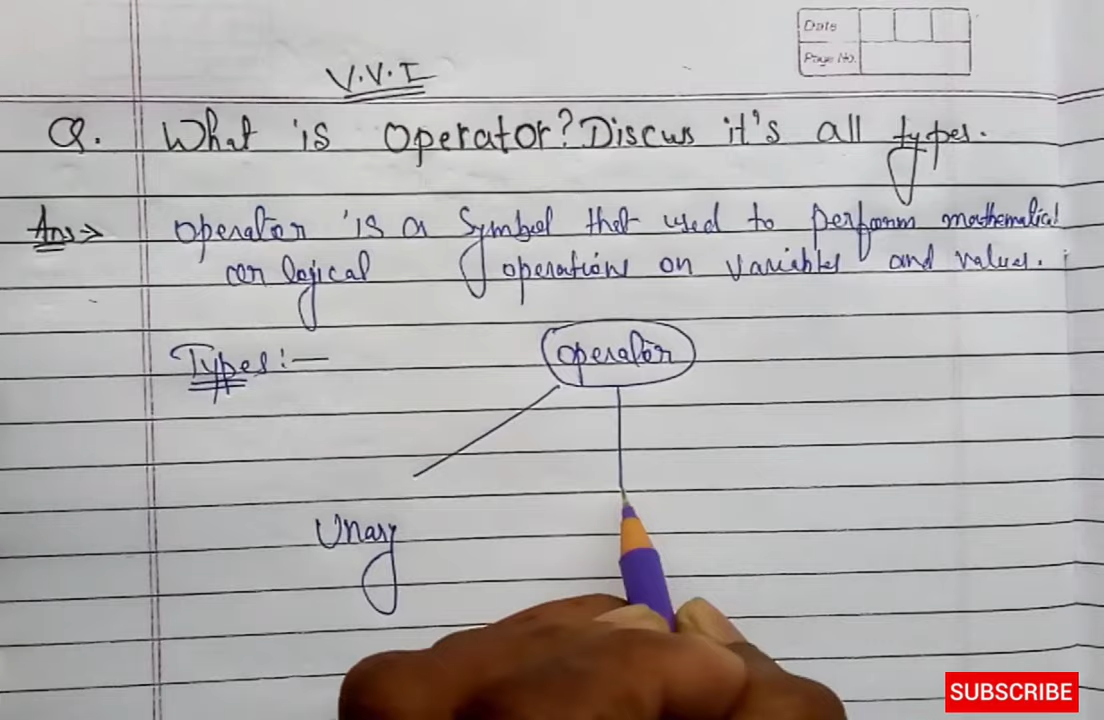 Date
Page No.
V.V.I
Q. What is Operator? Discus it's all types.
Ans→ Operator is a Symbol that used to perform mathematical
(or logical operations on variables and values.
Types:—
Operator
Unary
SUBSCRIBE